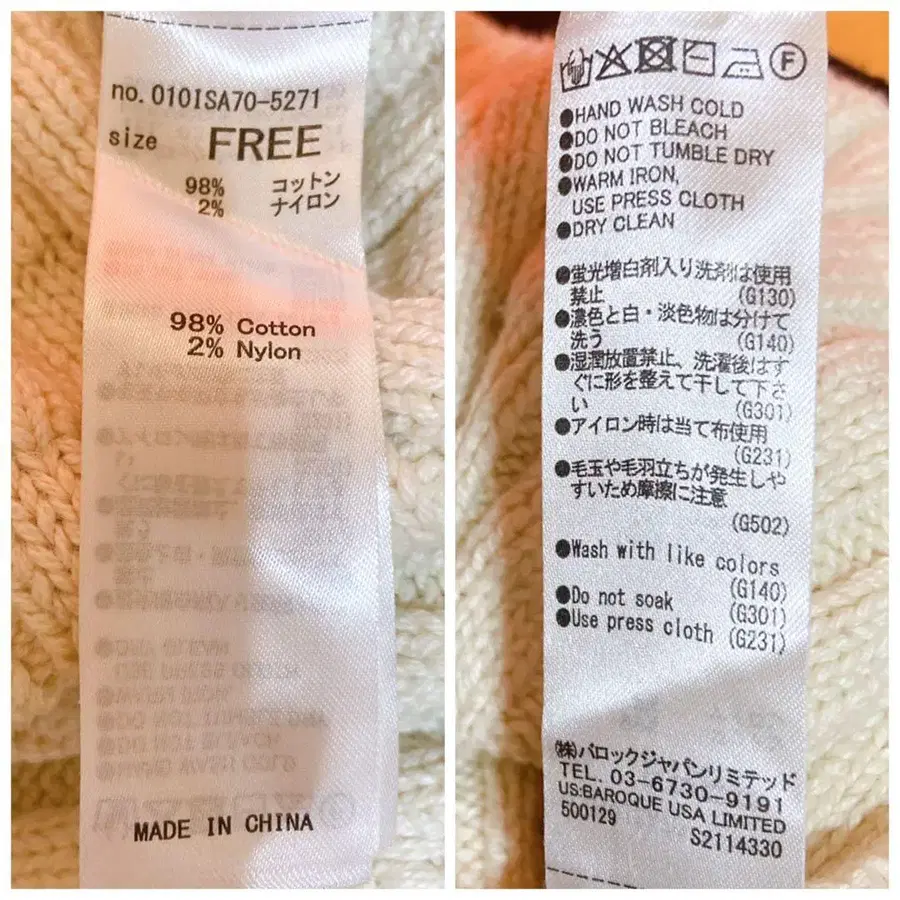 no. 010ISA70-5271
size FREE
98% コットン
2% ナイロン
98% Cotton
2% Nylon
MADE IN CHINA
F
●HAND WASH COLD
●DO NOT BLEACH
●DO NOT TUMBLE DRY
●WARM IRON,
USE PRESS CLOTH
●DRY CLEAN
●蛍光増白剤入り洗剤は使用
禁止 (G130)
●濃色と白・淡色物は分けて
洗う (G140)
●湿潤放置禁止、洗濯後はす
ぐに形を整えて干して下さ
い (G301)
●アイロン時は当て布使用
(G231)
●毛玉や毛羽立ちが発生しや
すいため摩擦に注意
(G502)
●Wash with like colors
(G140)
●Do not soak (G301)
●Use press cloth (G231)
㈱バロックジャパンリミテッド
TEL. 03-6730-9191
US:BAROQUE USA LIMITED
500129 S2114330